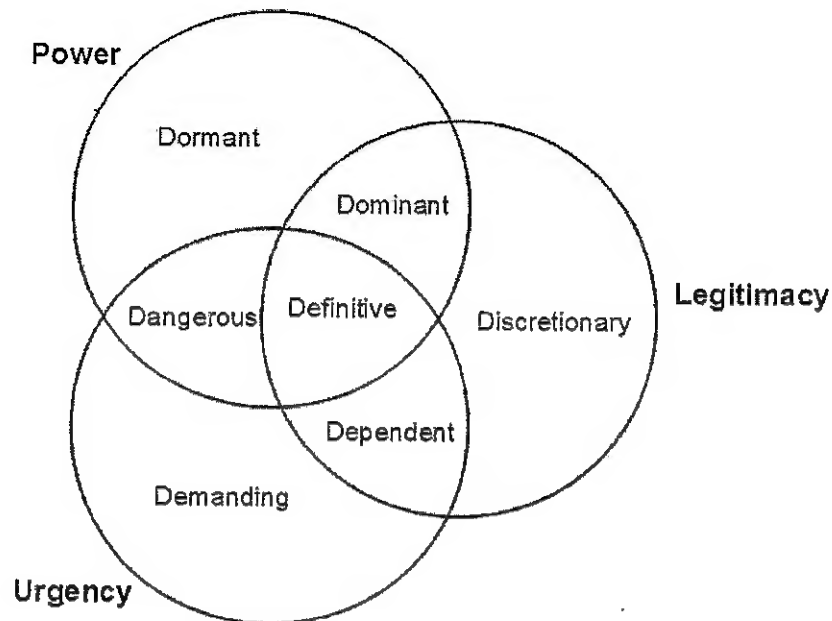 Power
Dormant
Dominant
Legitimacy
Dangerous
Definitive
Discretionary
Dependent
Demanding
Urgency